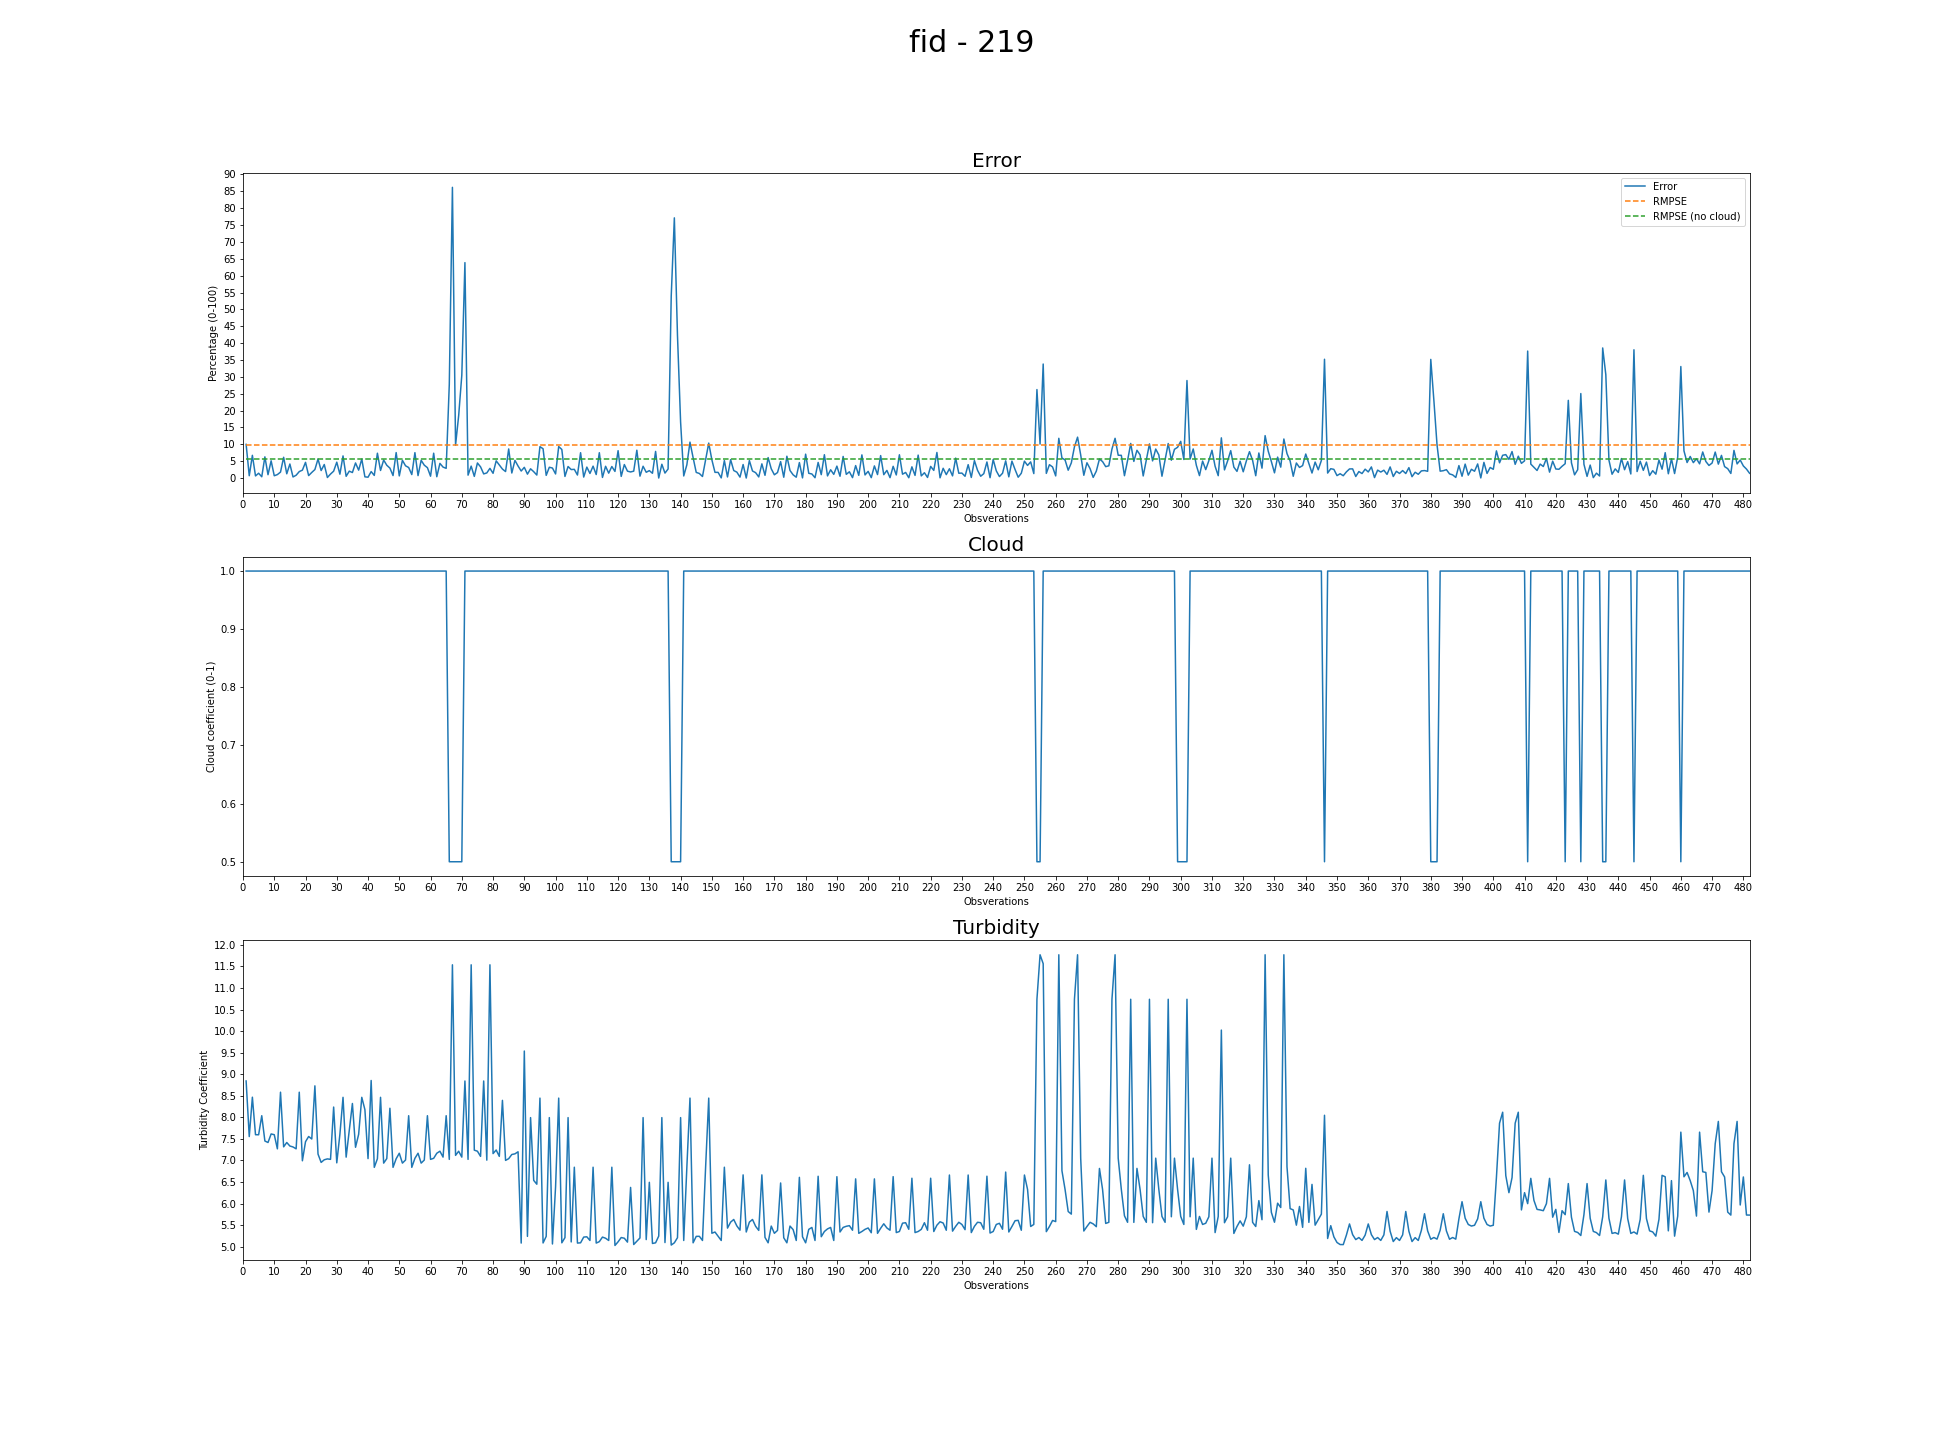 fid - 219
Error
90
85
80
75
70
65
60
55
50
45
40
35
30
25
20
15
10
5
0
Percentage (0-100)
Error
RMPSE
RMPSE (no cloud)
0 10 20 30 40 50 60 70 80 90 100 110 120 130 140 150 160 170 180 190 200 210 220 230 240 250 260 270 280 290 300 310 320 330 340 350 360 370 380 390 400 410 420 430 440 450 460 470 480
Obsverations
Cloud
1.0
0.9
0.8
0.7
0.6
0.5
Cloud coefficient (0-1)
0 10 20 30 40 50 60 70 80 90 100 110 120 130 140 150 160 170 180 190 200 210 220 230 240 250 260 270 280 290 300 310 320 330 340 350 360 370 380 390 400 410 420 430 440 450 460 470 480
Obsverations
Turbidity
12.0
11.5
11.0
10.5
10.0
9.5
9.0
8.5
8.0
7.5
7.0
6.5
6.0
5.5
5.0
Turbidity Coefficient
0 10 20 30 40 50 60 70 80 90 100 110 120 130 140 150 160 170 180 190 200 210 220 230 240 250 260 270 280 290 300 310 320 330 340 350 360 370 380 390 400 410 420 430 440 450 460 470 480
Obsverations